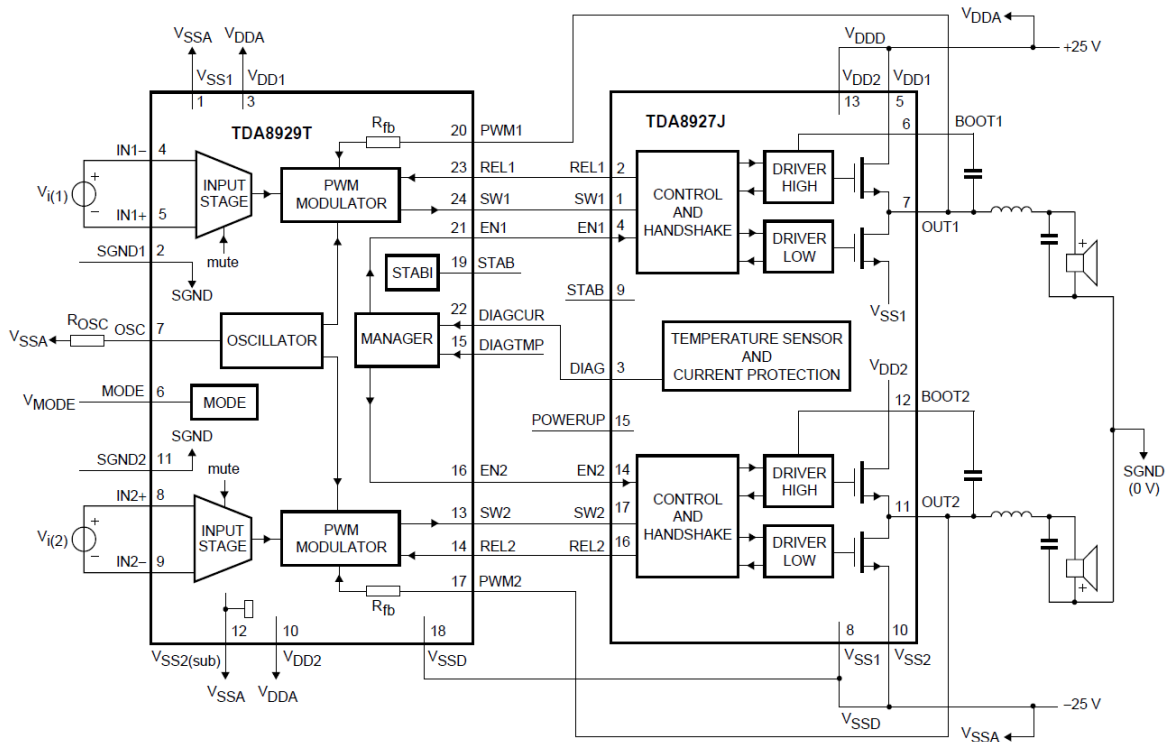 VSSA VDDA
VSS1 VDD1
1 3
TDA8929T
Rfb
20 PWM1
IN1− 4
Vi(1)
+
−
IN1+ 5
INPUT
STAGE
mute
PWM
MODULATOR
23 REL1
24 SW1
21 EN1
SGND1 2
SGND
STABI
19 STAB
VSSA ROSC OSC 7
OSCILLATOR
MANAGER
22 DIAGCUR
15 DIAGTMP
VMODE MODE 6
MODE
SGND2 11
SGND
mute
16 EN2
IN2+ 8
Vi(2)
+
−
IN2− 9
INPUT
STAGE
PWM
MODULATOR
13 SW2
14 REL2
17 PWM2
Rfb
12 10 18
VSS2(sub) VDD2 VSSD
VSSA VDDA
VDDA
VDDD
+25 V
VDD2 VDD1
13 5
TDA8927J
6 BOOT1
REL1 2
SW1 1
EN1 4
CONTROL
AND
HANDSHAKE
DRIVER
HIGH
DRIVER
LOW
7
OUT1
+
STAB 9
VSS1
TEMPERATURE SENSOR
AND
CURRENT PROTECTION
DIAG 3
VDD2
12 BOOT2
POWERUP 15
EN2 14
SW2 17
REL2 16
CONTROL
AND
HANDSHAKE
DRIVER
HIGH
DRIVER
LOW
11 OUT2
+
SGND
(0 V)
8 10
VSS1 VSS2
VSSD
−25 V
VSSA